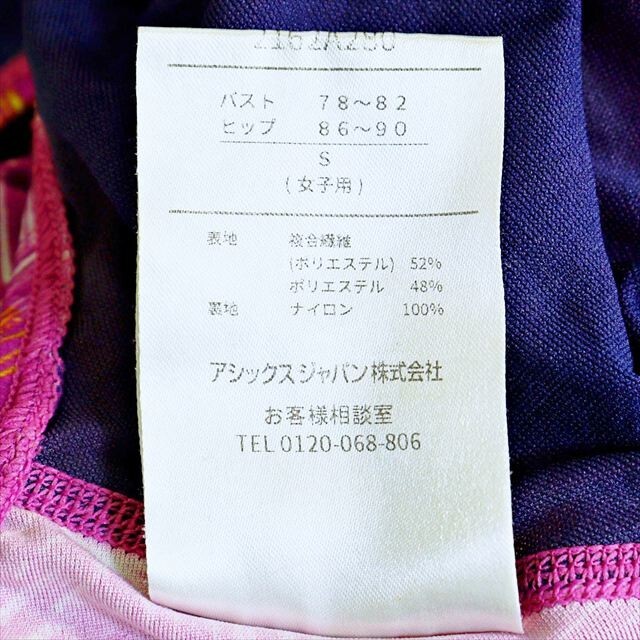 2162A280
バスト 78～82
ヒップ 86～90
S
(女子用)
表地 複合繊維
(ポリエステル) 52%
ポリエステル 48%
裏地 ナイロン 100%
アシックスジャパン株式会社
お客様相談室
TEL 0120-068-806